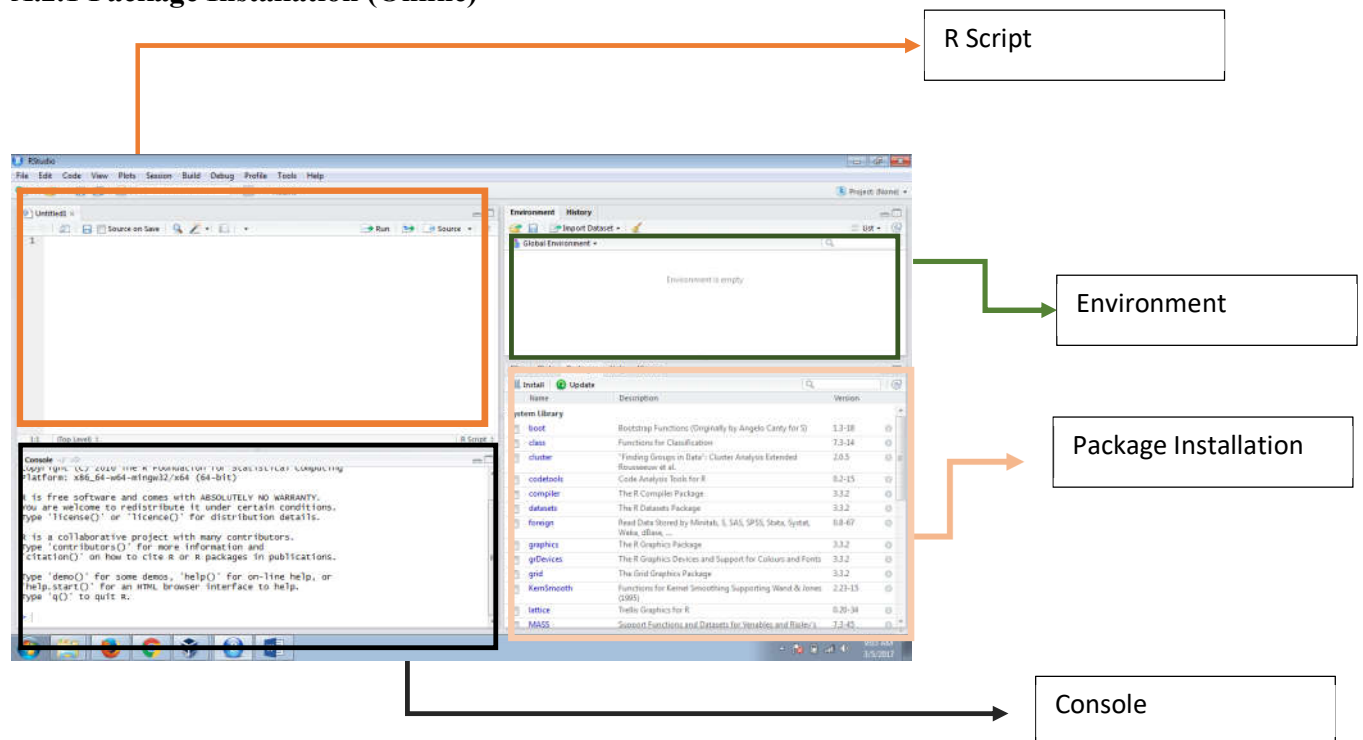 R Script
RStudio
File Edit Code View Plots Session Build Debug Profile Tools Help
Project: (None)
Untitled1
Source on Save Run Source
1
1:1 (Top Level) R Script
Console
Copyright (C) 2016 The R Foundation for Statistical Computing
Platform: x86_64-w64-mingw32/x64 (64-bit)
R is free software and comes with ABSOLUTELY NO WARRANTY.
You are welcome to redistribute it under certain conditions.
Type 'license()' or 'licence()' for distribution details.
R is a collaborative project with many contributors.
Type 'contributors()' for more information and
'citation()' on how to cite R or R packages in publications.
Type 'demo()' for some demos, 'help()' for on-line help, or
'help.start()' for an HTML browser interface to help.
Type 'q()' to quit R.
Environment History
Import Dataset List
Global Environment
Environment is empty
Install Update
Name Description Version
System Library
boot Bootstrap Functions (Originally by Angelo Canty for S) 1.3-18
class Functions for Classification 7.3-14
cluster "Finding Groups in Data": Cluster Analysis Extended 2.0.5
Rousseeuw et al.
codetools Code Analysis Tools for R 0.2-15
compiler The R Compiler Package 3.3.2
datasets The R Datasets Package 3.3.2
foreign Read Data Stored by Minitab, S, SAS, SPSS, Stata, Systat, 0.8-67
Weka, dBase, ...
graphics The R Graphics Package 3.3.2
grDevices The R Graphics Devices and Support for Colours and Fonts 3.3.2
grid The Grid Graphics Package 3.3.2
KernSmooth Functions for Kernel Smoothing Supporting Wand & Jones 2.23-15
(1995)
lattice Trellis Graphics for R 0.20-34
MASS Support Functions and Datasets for Venables and Ripley's 7.3-45
3/5/2017
Environment
Package Installation
Console